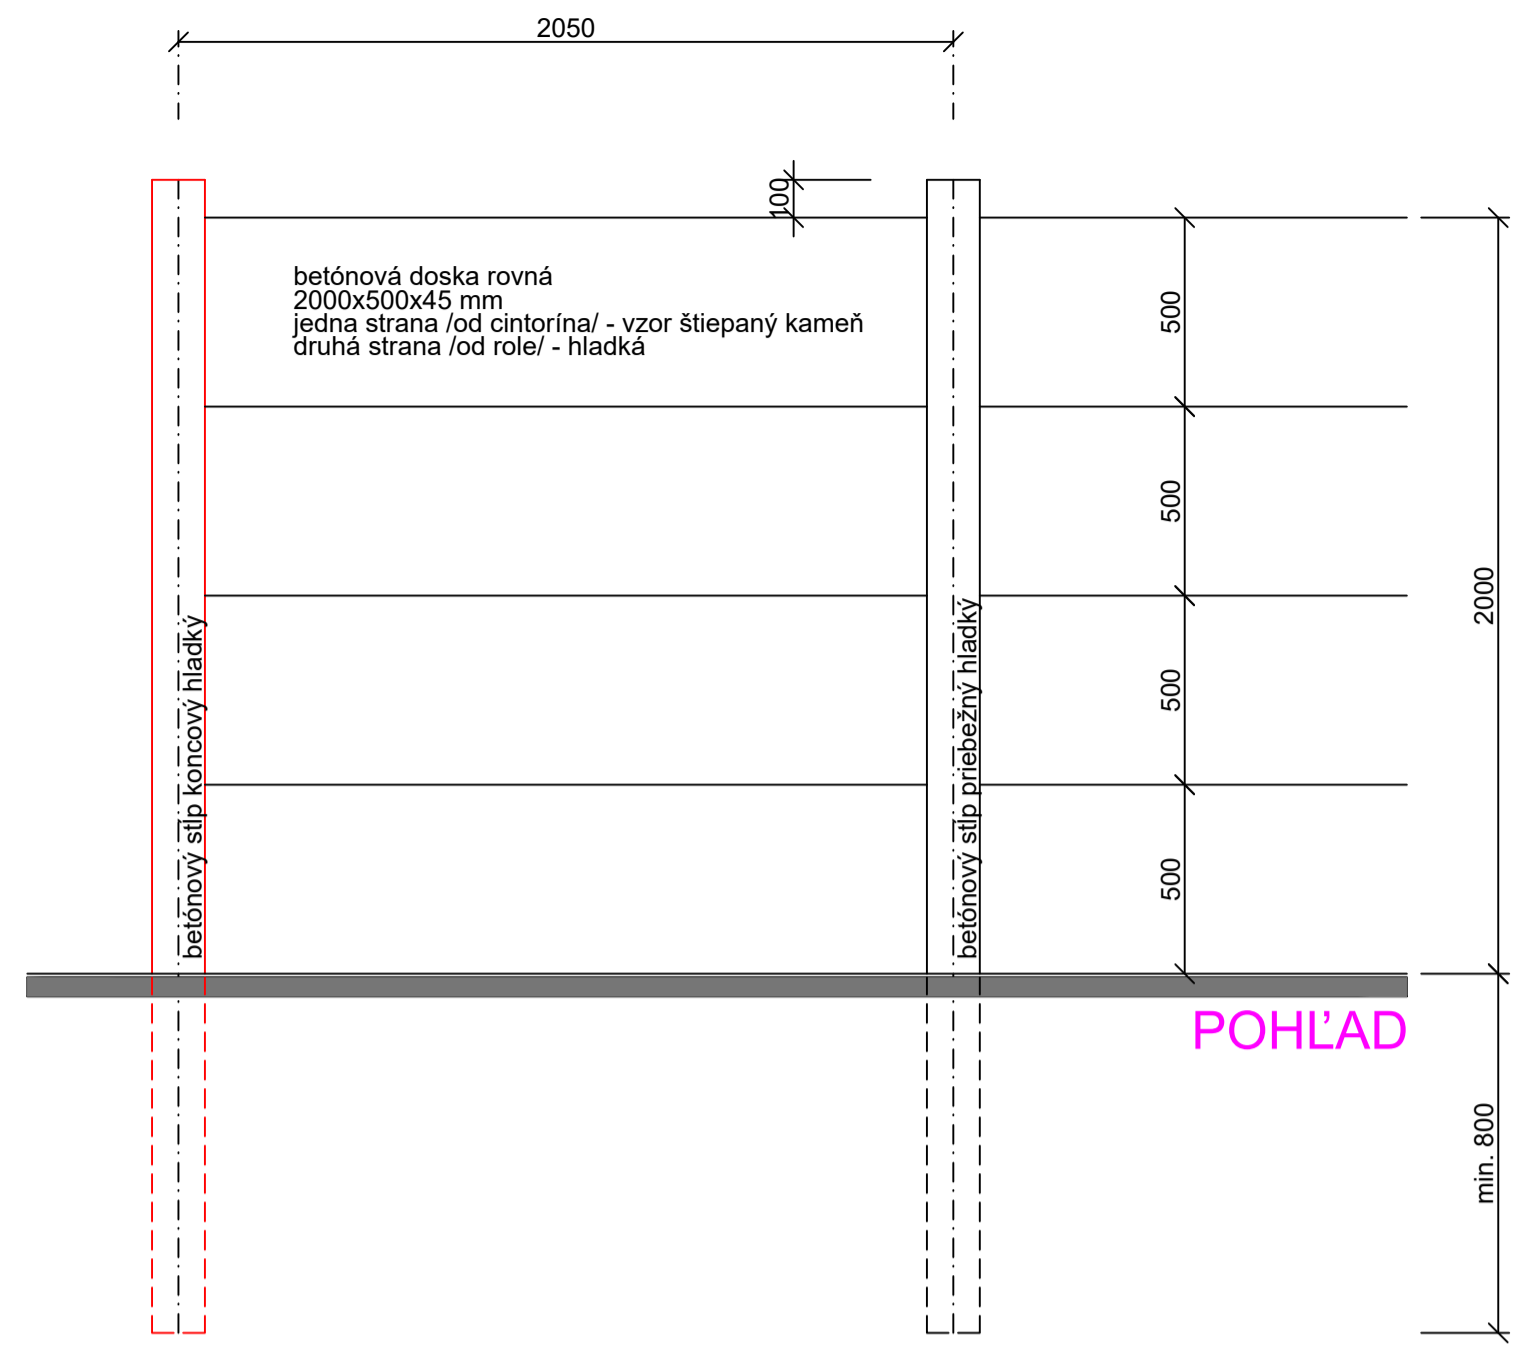 2050
100
betónová doska rovná
2000x500x45 mm
jedna strana /od cintorína/ - vzor štiepaný kameň
druhá strana /od role/ - hladká
500
500
500
500
2000
betónový stĺp koncový hladký
betónový stĺp priebežný hladký
POHĽAD
min. 800